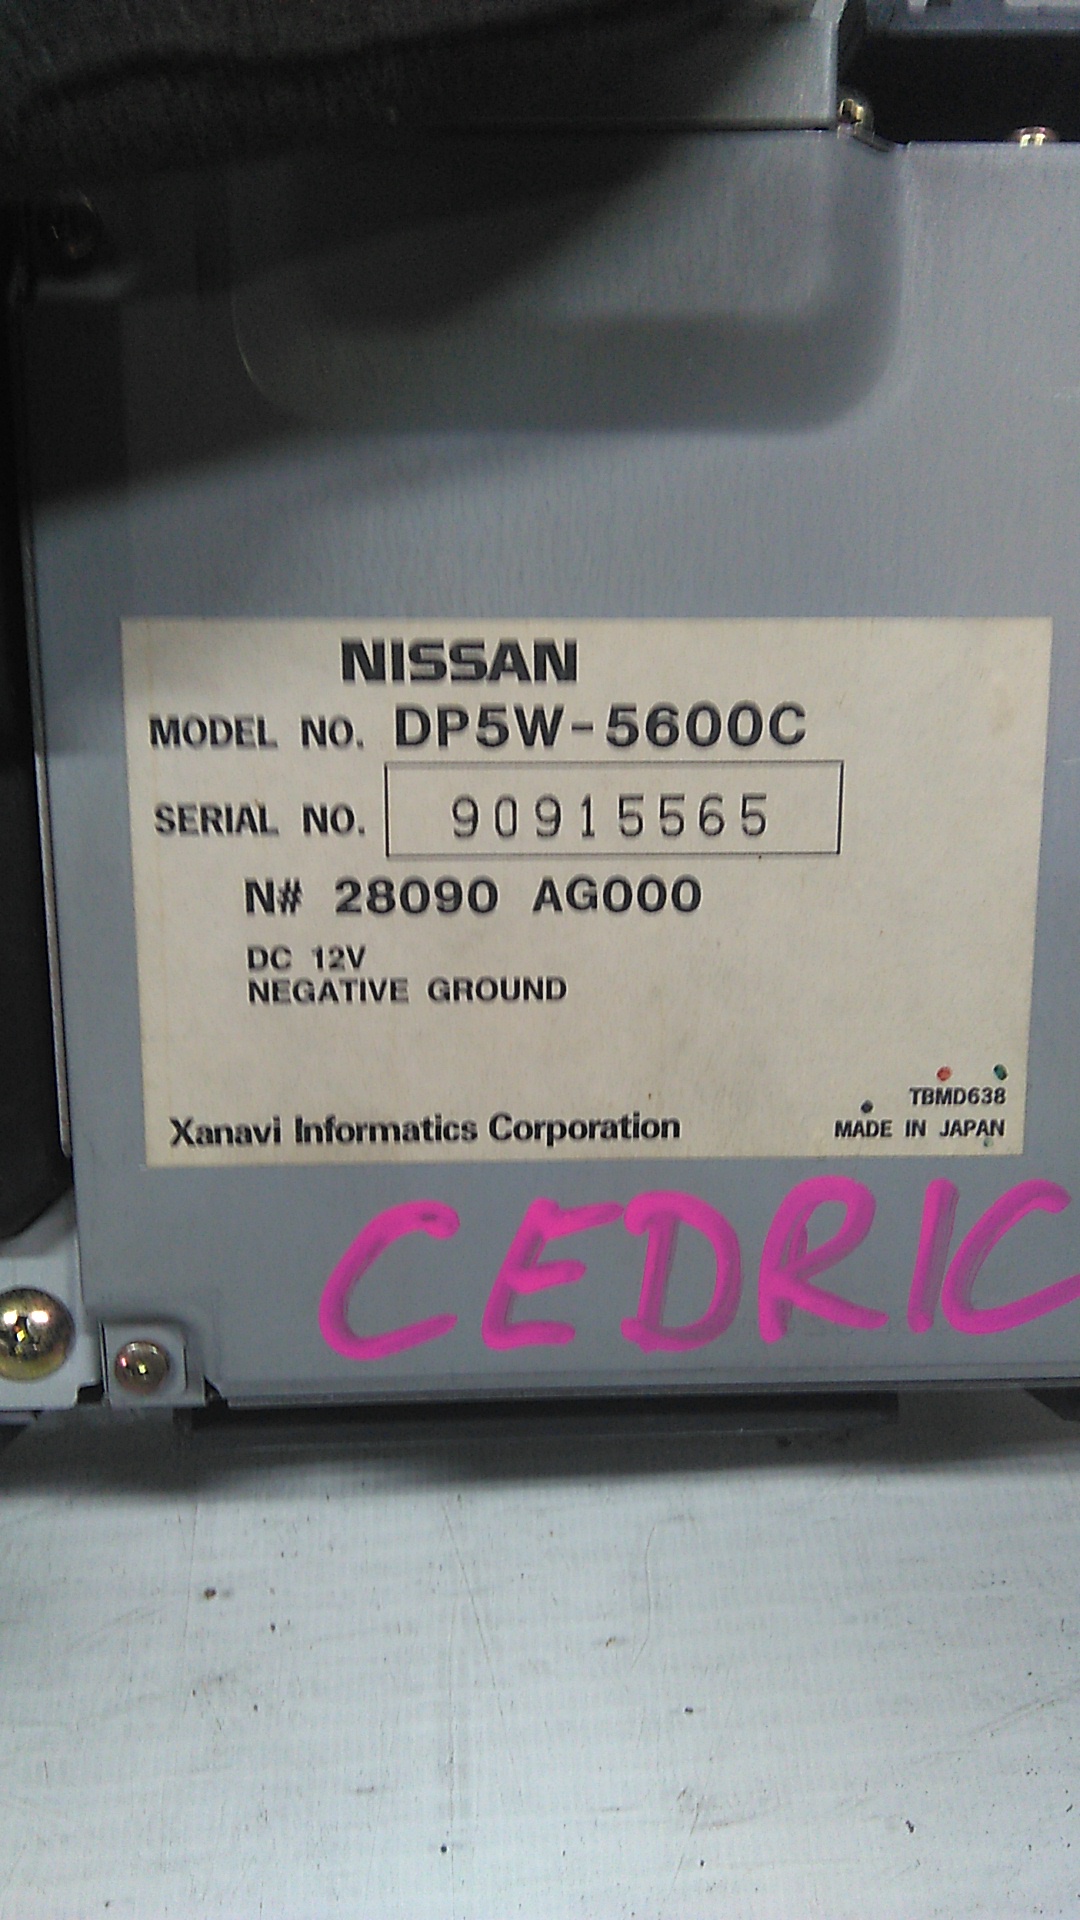 NISSAN
MODEL NO. DP5W-5600C
SERIAL NO. 90915565
N# 28090 AG000
DC 12V
NEGATIVE GROUND
TBMD638
Xanavi Informatics Corporation MADE IN JAPAN
CEDRIC